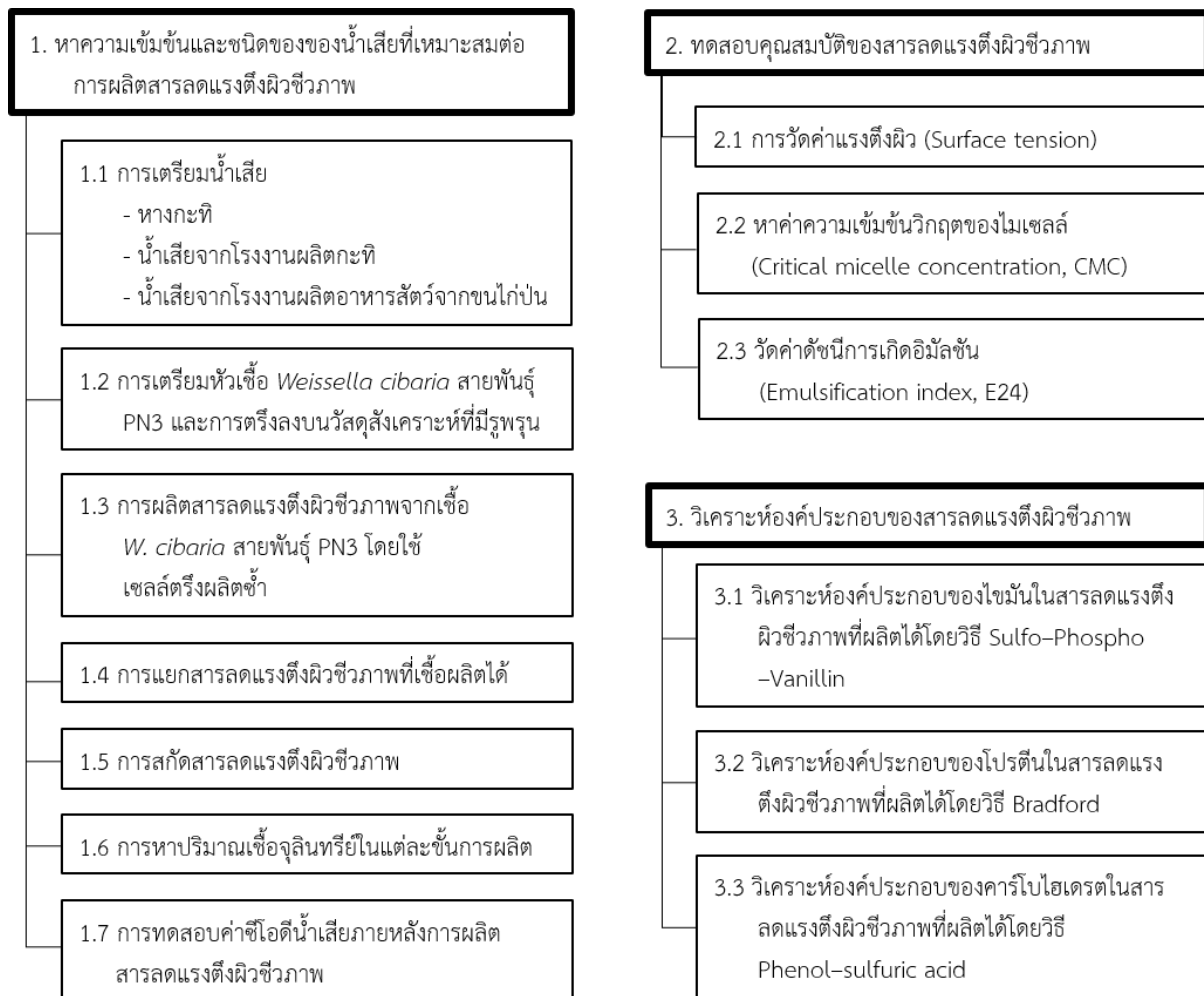 1. หาความเข้มข้นและชนิดของของน้ำเสียที่เหมาะสมต่อ
การผลิตสารลดแรงตึงผิวชีวภาพ
1.1 การเตรียมน้ำเสีย
- หางกะทิ
- น้ำเสียจากโรงงานผลิตกะทิ
- น้ำเสียจากโรงงานผลิตอาหารสัตว์จากขนไก่ป่น
1.2 การเตรียมหัวเชื้อ Weissella cibaria สายพันธุ์
PN3 และการตรึงลงบนวัสดุสังเคราะห์ที่มีรูพรุน
1.3 การผลิตสารลดแรงตึงผิวชีวภาพจากเชื้อ
W. cibaria สายพันธุ์ PN3 โดยใช้
เซลล์ตรึงผลิตซ้ำ
1.4 การแยกสารลดแรงตึงผิวชีวภาพที่เชื้อผลิตได้
1.5 การสกัดสารลดแรงตึงผิวชีวภาพ
1.6 การหาปริมาณเชื้อจุลินทรีย์ในแต่ละขั้นการผลิต
1.7 การทดสอบค่าซีโอดีน้ำเสียภายหลังการผลิต
สารลดแรงตึงผิวชีวภาพ
2. ทดสอบคุณสมบัติของสารลดแรงตึงผิวชีวภาพ
2.1 การวัดค่าแรงตึงผิว (Surface tension)
2.2 หาค่าความเข้มข้นวิกฤตของไมเซลล์
(Critical micelle concentration, CMC)
2.3 วัดค่าดัชนีการเกิดอิมัลชัน
(Emulsification index, E24)
3. วิเคราะห์องค์ประกอบของสารลดแรงตึงผิวชีวภาพ
3.1 วิเคราะห์องค์ประกอบของไขมันในสารลดแรงตึง
ผิวชีวภาพที่ผลิตได้โดยวิธี Sulfo–Phospho
–Vanillin
3.2 วิเคราะห์องค์ประกอบของโปรตีนในสารลดแรง
ตึงผิวชีวภาพที่ผลิตได้โดยวิธี Bradford
3.3 วิเคราะห์องค์ประกอบของคาร์โบไฮเดรตในสาร
ลดแรงตึงผิวชีวภาพที่ผลิตได้โดยวิธี
Phenol–sulfuric acid